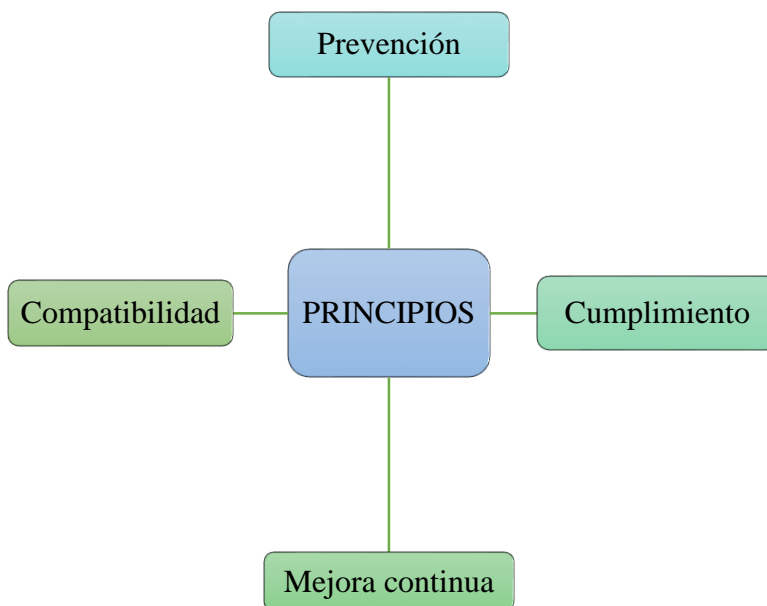 Prevención
Compatibilidad
PRINCIPIOS
Cumplimiento
Mejora continua